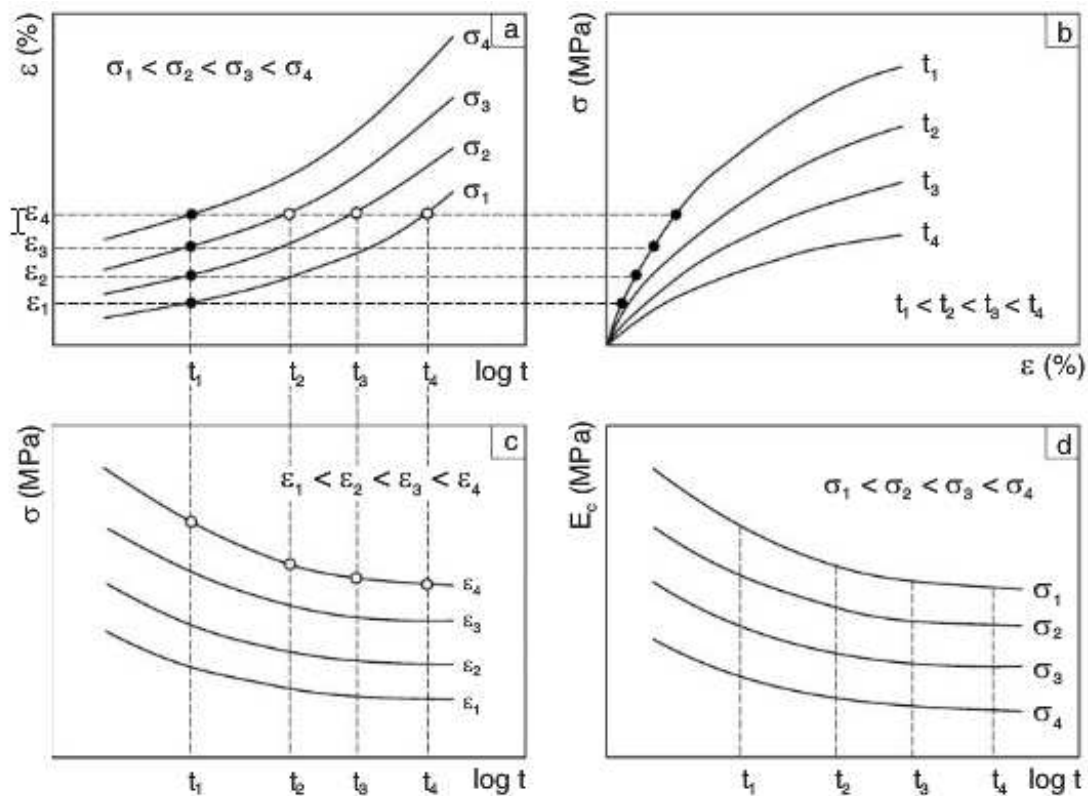 ε (%)
a
σ₁ < σ₂ < σ₃ < σ₄
σ₄
σ₃
σ₂
σ₁
ε₄
ε₃
ε₂
ε₁
t₁ t₂ t₃ t₄ log t
σ (MPa)
b
t₁
t₂
t₃
t₄
t₁ < t₂ < t₃ < t₄
ε (%)
σ (MPa)
c
ε₁ < ε₂ < ε₃ < ε₄
ε₄
ε₃
ε₂
ε₁
t₁ t₂ t₃ t₄ log t
E_c (MPa)
d
σ₁ < σ₂ < σ₃ < σ₄
σ₁
σ₂
σ₃
σ₄
t₁ t₂ t₃ t₄ log t